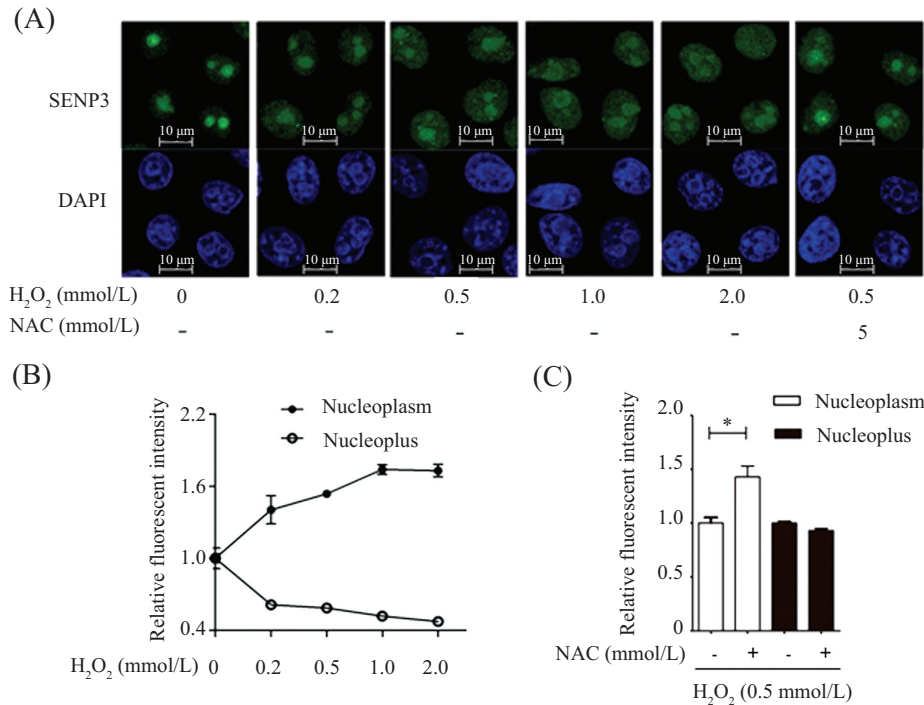 (A)
SENP3
10 μm 10 μm 10 μm 10 μm 10 μm 10 μm
DAPI
10 μm 10 μm 10 μm 10 μm 10 μm 10 μm
H₂O₂ (mmol/L) 0 0.2 0.5 1.0 2.0 0.5
NAC (mmol/L) - - - - - 5
(B)
Relative fluorescent intensity
2.2
1.6
1.0
0.4
Nucleoplasm
Nucleoplus
H₂O₂ (mmol/L) 0 0.2 0.5 1.0 2.0
(C)
Relative fluorescent intensity
2.0
1.5
1.0
0.5
0
Nucleoplasm
Nucleoplus
*
NAC (mmol/L) - + - +
H₂O₂ (0.5 mmol/L)